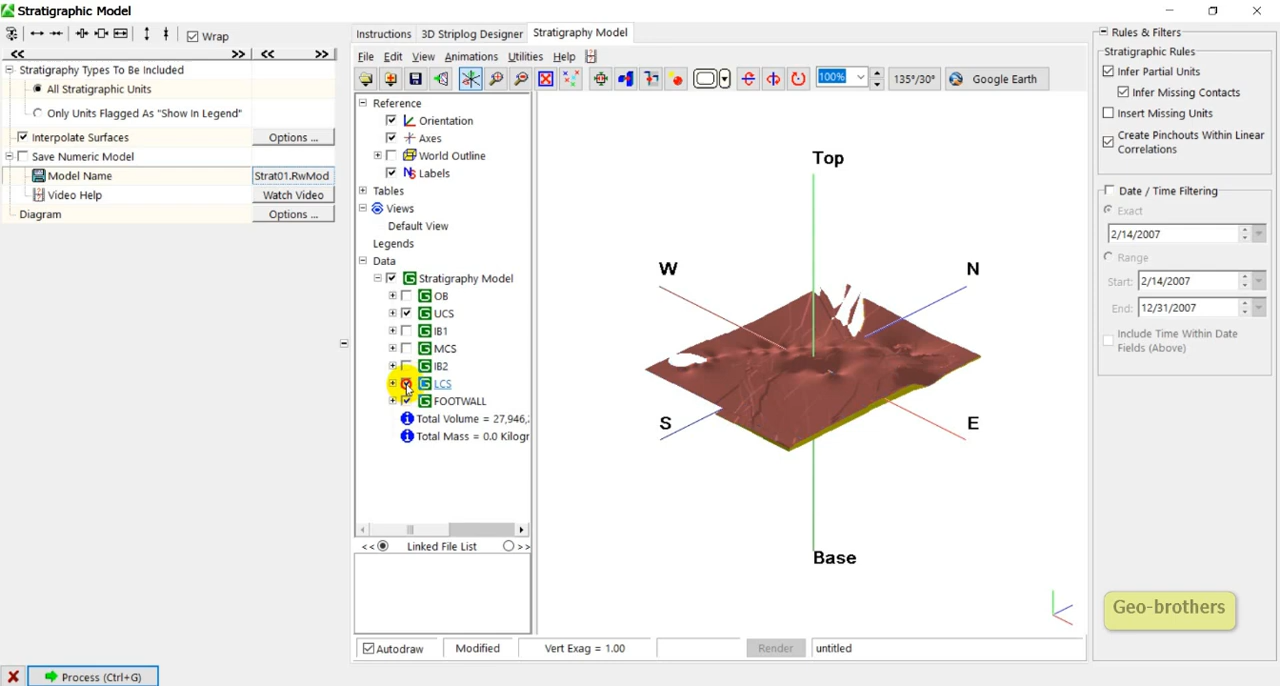 Stratigraphic Model
Wrap
<<
>>
<<
>>
Stratigraphy Types To Be Included
All Stratigraphic Units
Only Units Flagged As "Show In Legend"
Interpolate Surfaces
Options ...
Save Numeric Model
Model Name
Strat01.RwMod
Video Help
Watch Video
Diagram
Options ...
Process (Ctrl+G)
Instructions
3D Striplog Designer
Stratigraphy Model
File
Edit
View
Animations
Utilities
Help
100%
135°/30°
Google Earth
Reference
Orientation
Axes
World Outline
Labels
Tables
Views
Default View
Legends
Data
Stratigraphy Model
OB
UCS
IB1
MCS
IB2
LCS
FOOTWALL
Total Volume = 27,946,
Total Mass = 0.0 Kilogr
<<
Linked File List
>>
Top
W
N
S
E
Base
Autodraw
Modified
Vert Exag = 1.00
Render
untitled
Rules & Filters
Stratigraphic Rules
Infer Partial Units
Infer Missing Contacts
Insert Missing Units
Create Pinchouts Within Linear
Correlations
Date / Time Filtering
Exact
2/14/2007
Range
Start:
2/14/2007
End:
12/31/2007
Include Time Within Date
Fields (Above)
Geo-brothers